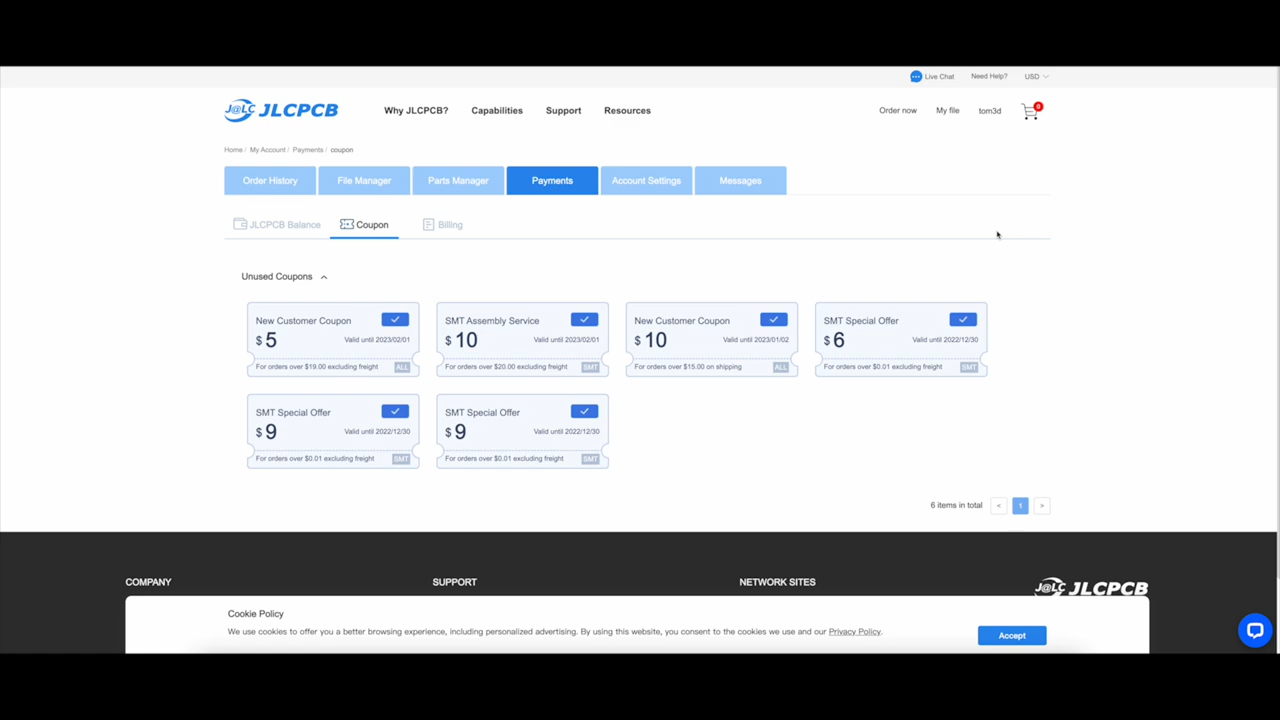 Live Chat Need Help? USD
J@LC JLCPCB Why JLCPCB? Capabilities Support Resources Order now My file tom3d 0
Home / My Account / Payments / coupon
Order History File Manager Parts Manager Payments Account Settings Messages
JLCPCB Balance Coupon Billing
Unused Coupons
New Customer Coupon
$ 5 Valid until 2023/02/01
For orders over $19.00 excluding freight ALL
SMT Assembly Service
$ 10 Valid until 2023/02/01
For orders over $20.00 excluding freight SMT
New Customer Coupon
$ 10 Valid until 2023/01/02
For orders over $15.00 on shipping ALL
SMT Special Offer
$ 6 Valid until 2022/12/30
For orders over $0.01 excluding freight SMT
SMT Special Offer
$ 9 Valid until 2022/12/30
For orders over $0.01 excluding freight SMT
SMT Special Offer
$ 9 Valid until 2022/12/30
For orders over $0.01 excluding freight SMT
6 items in total < 1 >
COMPANY SUPPORT NETWORK SITES J@LC JLCPCB
Cookie Policy
We use cookies to offer you a better browsing experience, including personalized advertising. By using this website, you consent to the cookies we use and our Privacy Policy.
Accept